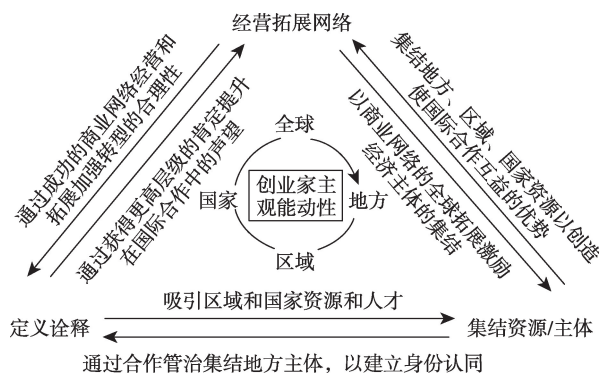 经营拓展网络
通过成功的商业网络经营和
拓展加强转型的合理性
通过获得更高层级的肯定提升
在国际合作中的声望
集结地方、区域、国家资源以创造
使国际合作互益的优势
以商业网络的全球拓展激励
经济主体的集结
全球
国家
创业家主
观能动性
地方
区域
定义诠释
吸引区域和国家资源和人才
集结资源/主体
通过合作管治集结地方主体，以建立身份认同